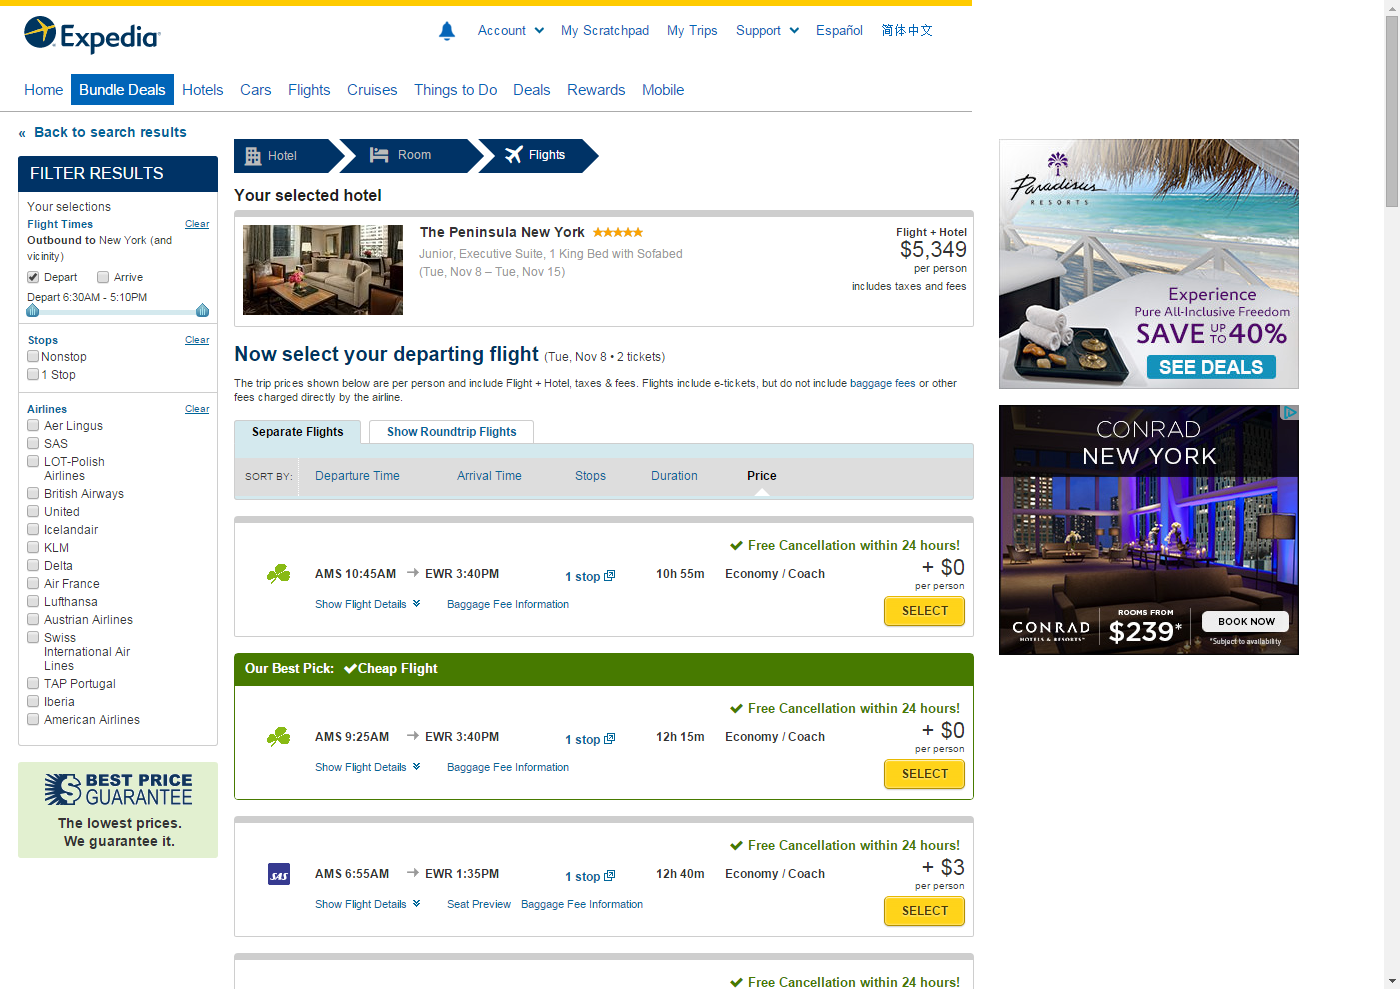 Expedia
Account
My Scratchpad
My Trips
Support
Español
简体中文
Home
Bundle Deals
Hotels
Cars
Flights
Cruises
Things to Do
Deals
Rewards
Mobile
« Back to search results
FILTER RESULTS
Your selections
Flight Times Clear
Outbound to New York (and
vicinity)
Depart Arrive
Depart 6:30AM - 5:10PM
Stops Clear
Nonstop
1 Stop
Airlines Clear
Aer Lingus
SAS
LOT-Polish
Airlines
British Airways
United
Icelandair
KLM
Delta
Air France
Lufthansa
Austrian Airlines
Swiss
International Air
Lines
TAP Portugal
Iberia
American Airlines
BEST PRICE
GUARANTEE
The lowest prices.
We guarantee it.
Hotel
Room
Flights
Your selected hotel
The Peninsula New York
Junior, Executive Suite, 1 King Bed with Sofabed
(Tue, Nov 8 – Tue, Nov 15)
Flight + Hotel
$5,349
per person
includes taxes and fees
Now select your departing flight (Tue, Nov 8 • 2 tickets)
The trip prices shown below are per person and include Flight + Hotel, taxes & fees. Flights include e-tickets, but do not include baggage fees or other
fees charged directly by the airline.
Separate Flights
Show Roundtrip Flights
SORT BY: Departure Time Arrival Time Stops Duration Price
Free Cancellation within 24 hours!
AMS 10:45AM → EWR 3:40PM 1 stop 10h 55m Economy / Coach + $0
per person
Show Flight Details Baggage Fee Information
SELECT
Our Best Pick: Cheap Flight
Free Cancellation within 24 hours!
AMS 9:25AM → EWR 3:40PM 1 stop 12h 15m Economy / Coach + $0
per person
Show Flight Details Baggage Fee Information
SELECT
SAS
Free Cancellation within 24 hours!
AMS 6:55AM → EWR 1:35PM 1 stop 12h 40m Economy / Coach + $3
per person
Show Flight Details Seat Preview Baggage Fee Information
SELECT
Free Cancellation within 24 hours!
Paradisus
RESORTS
Experience
Pure All-Inclusive Freedom
SAVE UP TO 40%
SEE DEALS
CONRAD
NEW YORK
CONRAD
HOTELS & RESORTS®
ROOMS FROM
$239*
BOOK NOW
*Subject to availability